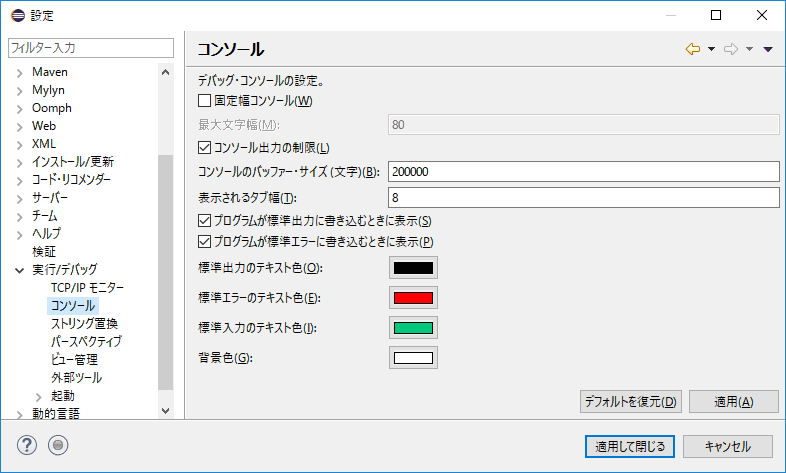 設定
フィルター入力
Maven
Mylyn
Oomph
Web
XML
インストール/更新
コード・リコメンダー
サーバー
チーム
ヘルプ
検証
実行/デバッグ
TCP/IP モニター
コンソール
ストリング置換
パースペクティブ
ビュー管理
外部ツール
起動
動的言語
コンソール
デバッグ・コンソールの設定。
固定幅コンソール(W)
最大文字幅(M):
80
コンソール出力の制限(L)
コンソールのバッファー・サイズ (文字)(B):
200000
表示されるタブ幅(T):
8
プログラムが標準出力に書き込むときに表示(S)
プログラムが標準エラーに書き込むときに表示(P)
標準出力のテキスト色(O):
標準エラーのテキスト色(E):
標準入力のテキスト色(I):
背景色(G):
デフォルトを復元(D)
適用(A)
適用して閉じる
キャンセル